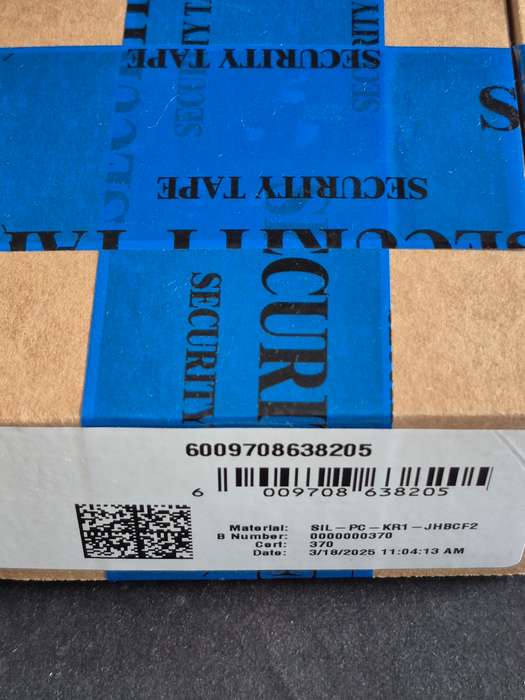 SECURITY TAPE
SECURITY TAPE
SECURITY
6009708638205
6 009708 638205
Material: SIL-PC-KR1-JHBCF2
B Number: 0000000370
Cert: 370
Date: 3/18/2025 11:04:13 AM